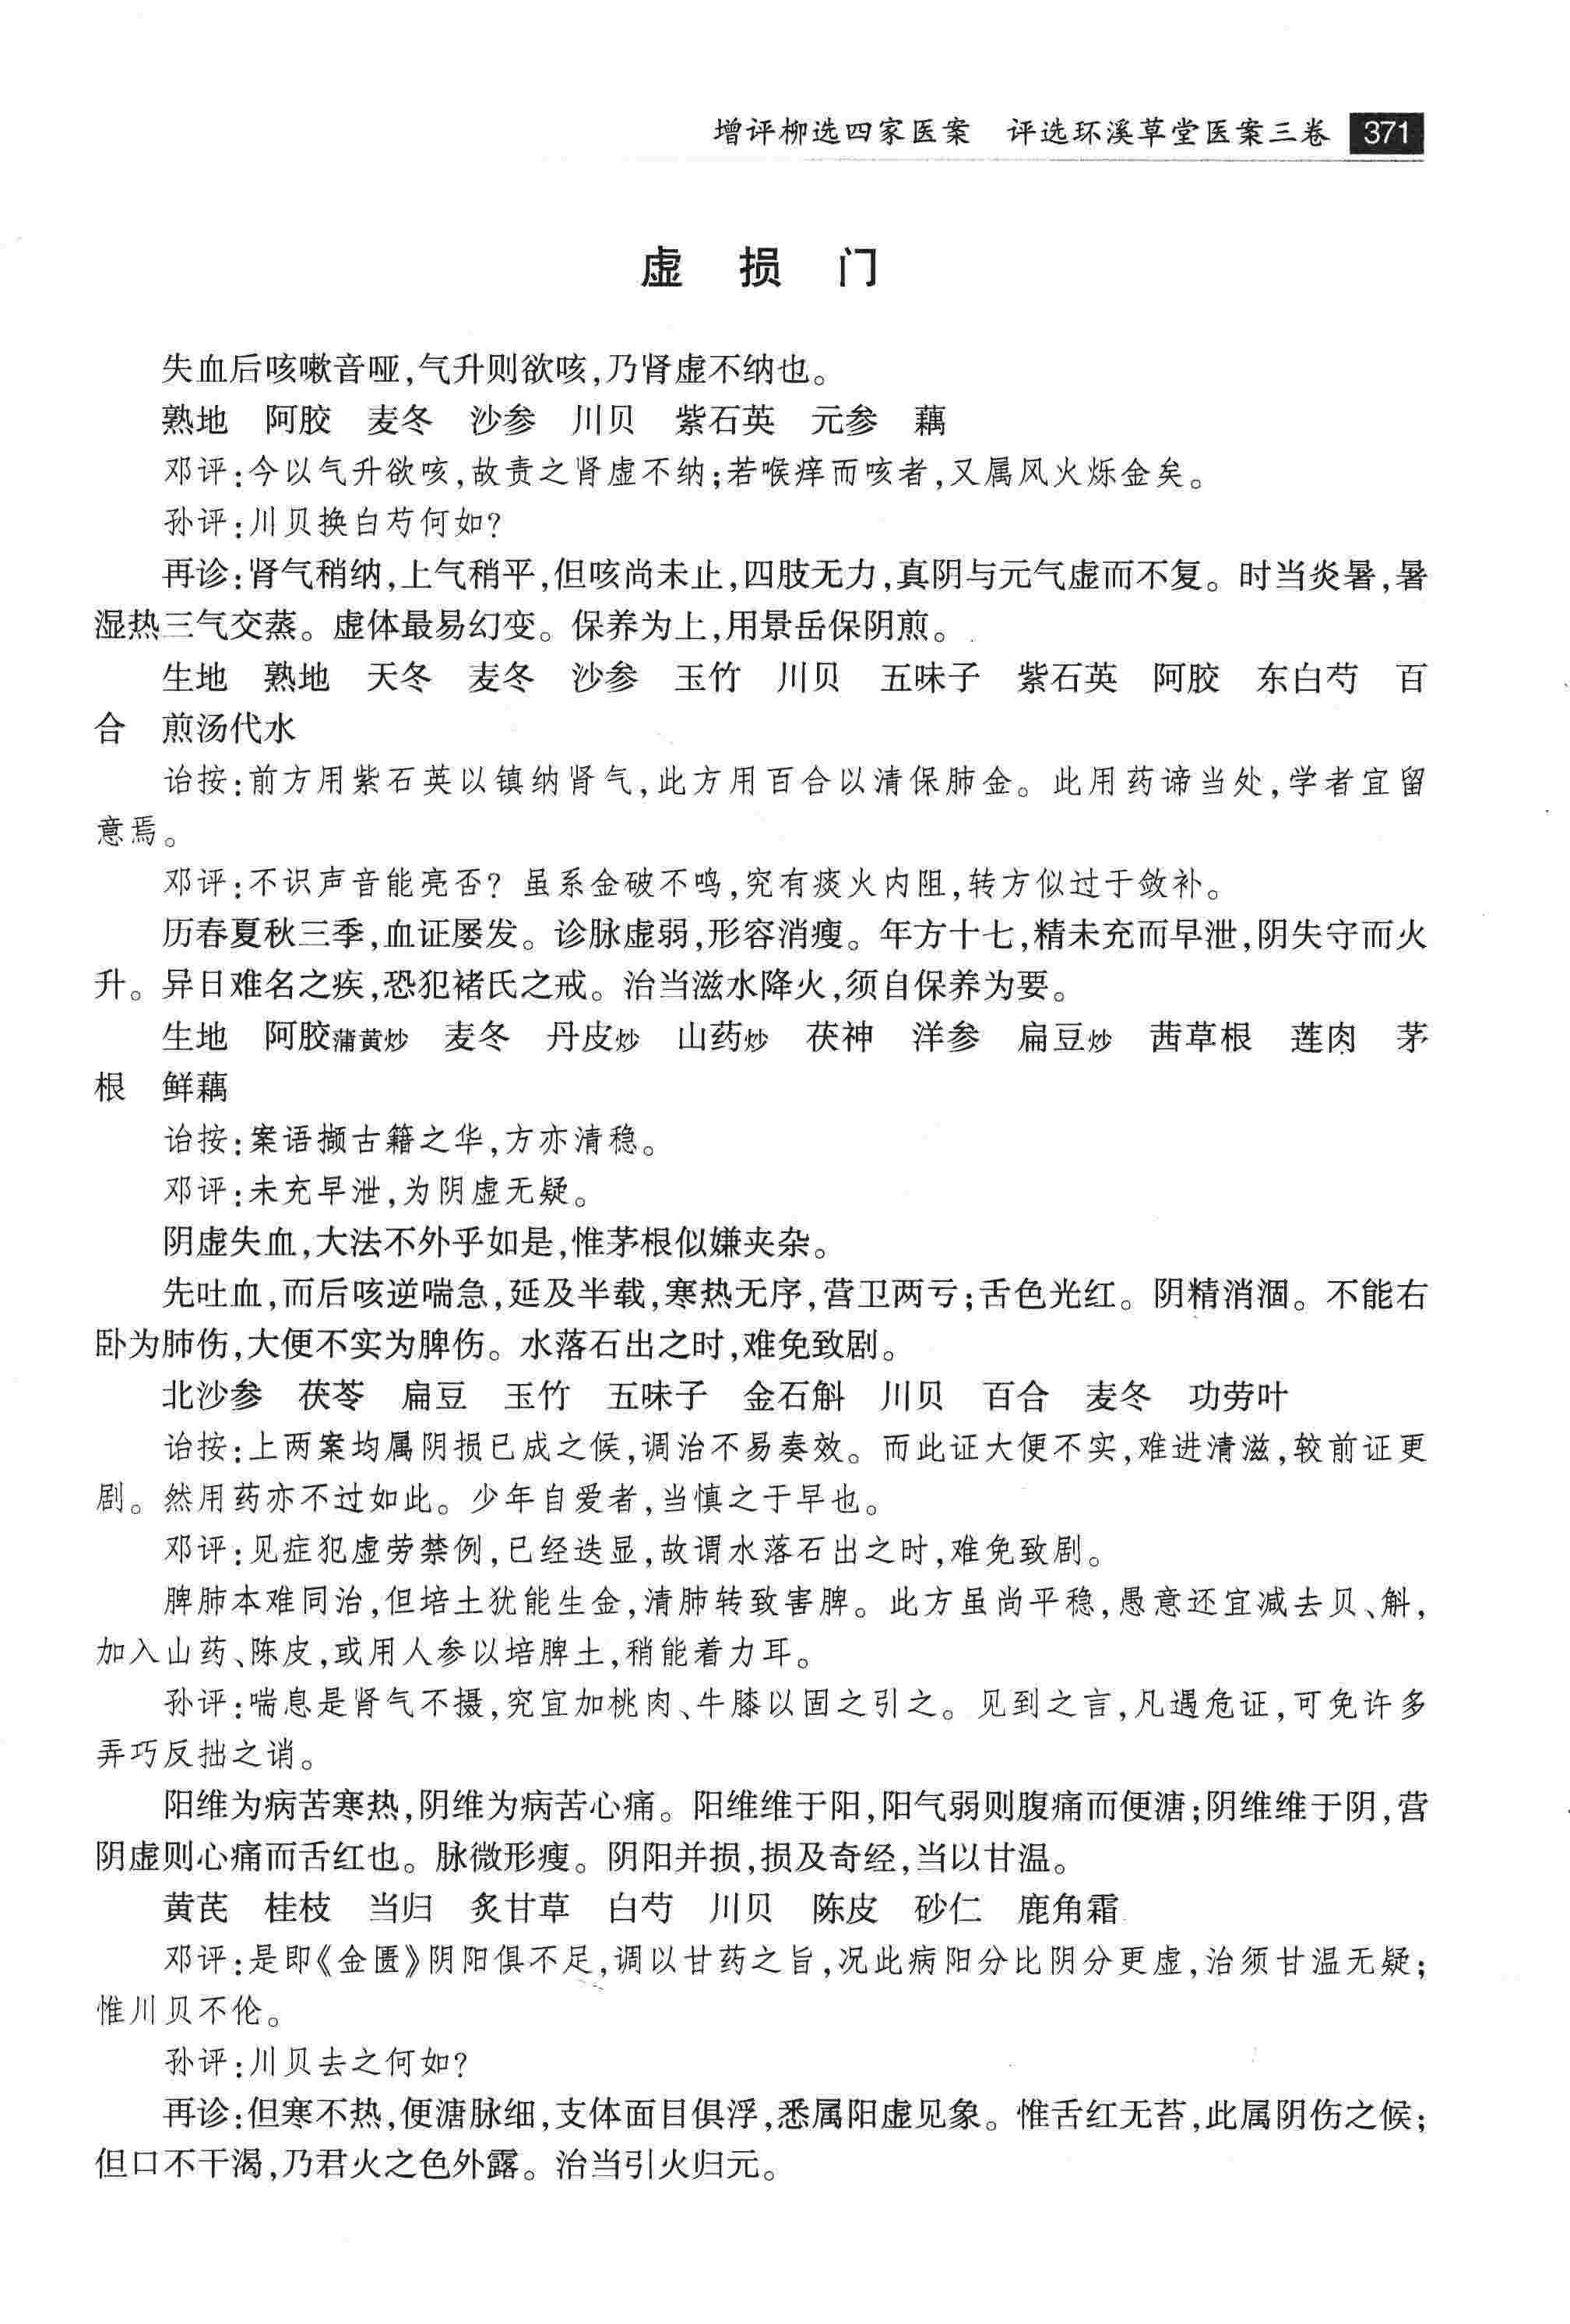 增评柳选四家医案　评选环溪草堂医案三卷 371
虚　损　门
失血后咳嗽音哑,气升则欲咳,乃肾虚不纳也。
熟地　阿胶　麦冬　沙参　川贝　紫石英　元参　藕
邓评:今以气升欲咳,故责之肾虚不纳;若喉痒而咳者,又属风火烁金矣。
孙评:川贝换白芍何如?
再诊:肾气稍纳,上气稍平,但咳尚未止,四肢无力,真阴与元气虚而不复。时当炎暑,暑
湿热三气交蒸。虚体最易幻变。保养为上,用景岳保阴煎。
生地　熟地　天冬　麦冬　沙参　玉竹　川贝　五味子　紫石英　阿胶　东白芍　百
合　煎汤代水
诒按:前方用紫石英以镇纳肾气,此方用百合以清保肺金。此用药谛当处,学者宜留
意焉。
邓评:不识声音能亮否? 虽系金破不鸣,究有痰火内阻,转方似过于敛补。
历春夏秋三季,血证屡发。诊脉虚弱,形容消瘦。年方十七,精未充而早泄,阴失守而火
升。异日难名之疾,恐犯褚氏之戒。治当滋水降火,须自保养为要。
生地　阿胶蒲黄炒　麦冬　丹皮炒　山药炒　茯神　洋参　扁豆炒　茜草根　莲肉　茅
根　鲜藕
诒按:案语撷古籍之华,方亦清稳。
邓评:未充早泄,为阴虚无疑。
阴虚失血,大法不外乎如是,惟茅根似嫌夹杂。
先吐血,而后咳逆喘急,延及半载,寒热无序,营卫两亏;舌色光红。阴精消涸。不能右
卧为肺伤,大便不实为脾伤。水落石出之时,难免致剧。
北沙参　茯苓　扁豆　玉竹　五味子　金石斛　川贝　百合　麦冬　功劳叶
诒按:上两案均属阴损已成之候,调治不易奏效。而此证大便不实,难进清滋,较前证更
剧。然用药亦不过如此。少年自爱者,当慎之于早也。
邓评:见症犯虚劳禁例,已经迭显,故谓水落石出之时,难免致剧。
脾肺本难同治,但培土犹能生金,清肺转致害脾。此方虽尚平稳,愚意还宜减去贝、斛,
加入山药、陈皮,或用人参以培脾土,稍能着力耳。
孙评:喘息是肾气不摄,究宜加桃肉、牛膝以固之引之。见到之言,凡遇危证,可免许多
弄巧反拙之诮。
阳维为病苦寒热,阴维为病苦心痛。阳维维于阳,阳气弱则腹痛而便溏;阴维维于阴,营
阴虚则心痛而舌红也。脉微形瘦。阴阳并损,损及奇经,当以甘温。
黄芪　桂枝　当归　炙甘草　白芍　川贝　陈皮　砂仁　鹿角霜
邓评:是即《金匮》阴阳俱不足,调以甘药之旨,况此病阳分比阴分更虚,治须甘温无疑;
惟川贝不伦。
孙评:川贝去之何如?
再诊:但寒不热,便溏脉细,支体面目俱浮,悉属阳虚见象。惟舌红无苔,此属阴伤之候;
但口不干渴,乃君火之色外露。治当引火归元。